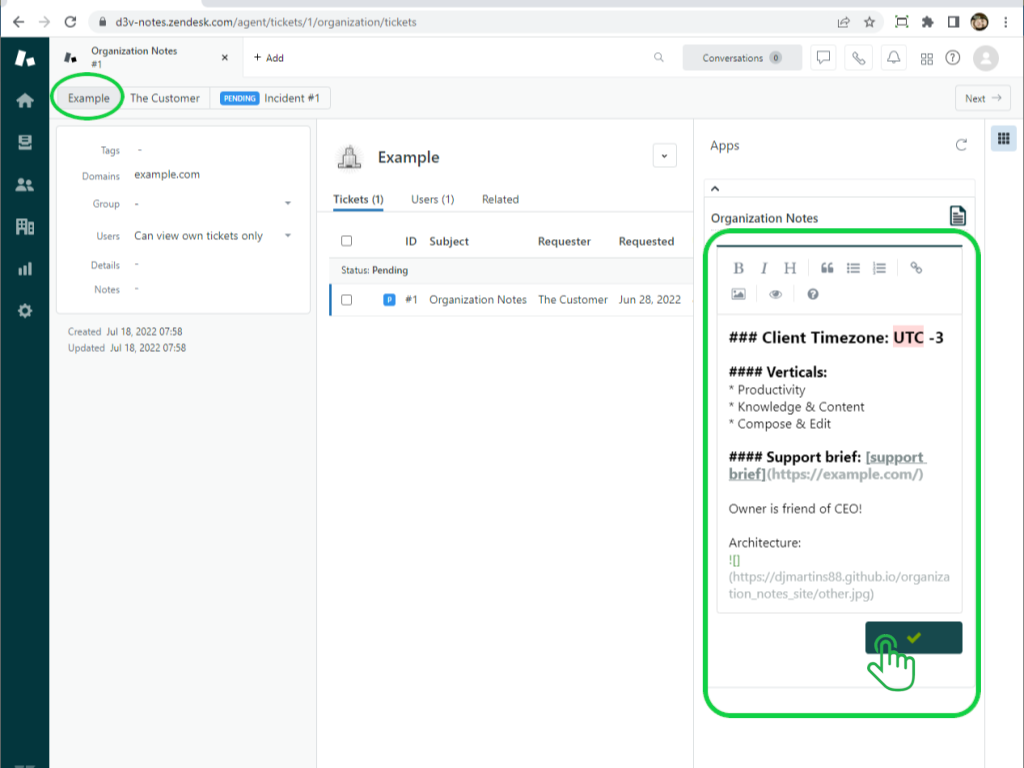 d3v-notes.zendesk.com/agent/tickets/1/organization/tickets
Organization Notes
#1
+ Add
Conversations 0
Example
The Customer
PENDING Incident #1
Next
Tags -
Domains example.com
Group -
Users Can view own tickets only
Details -
Notes -
Created Jul 18, 2022 07:58
Updated Jul 18, 2022 07:58
Example
Tickets (1) Users (1) Related
ID Subject Requester Requested
Status: Pending
P #1 Organization Notes The Customer Jun 28, 2022
Apps
Organization Notes
B I H
### Client Timezone: UTC -3
#### Verticals:
* Productivity
* Knowledge & Content
* Compose & Edit
#### Support brief: [support
brief](https://example.com/)
Owner is friend of CEO!
Architecture:
![]
(https://djmartins88.github.io/organiza
tion_notes_site/other.jpg)